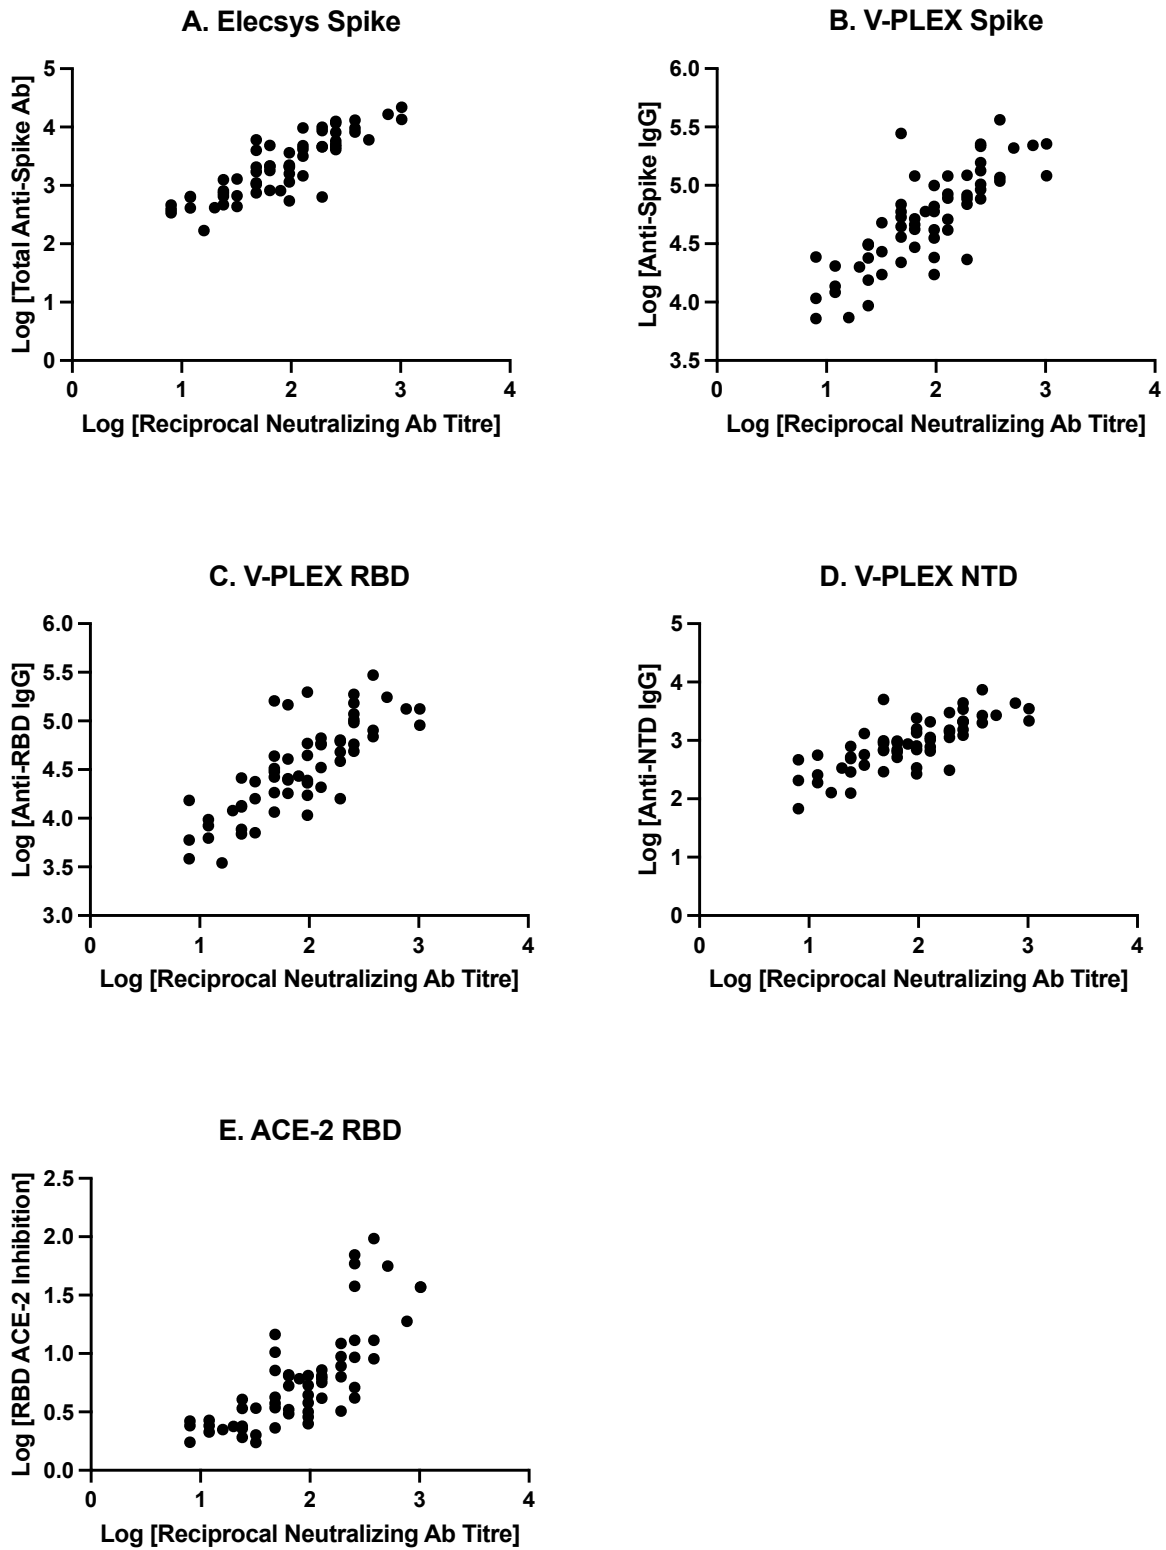 A. Elecsys Spike
Log [Total Anti-Spike Ab]
5
4
3
2
1
0
0 1 2 3 4
Log [Reciprocal Neutralizing Ab Titre]
B. V-PLEX Spike
Log [Anti-Spike IgG]
6.0
5.5
5.0
4.5
4.0
3.5
0 1 2 3 4
Log [Reciprocal Neutralizing Ab Titre]
C. V-PLEX RBD
Log [Anti-RBD IgG]
6.0
5.5
5.0
4.5
4.0
3.5
3.0
0 1 2 3 4
Log [Reciprocal Neutralizing Ab Titre]
D. V-PLEX NTD
Log [Anti-NTD IgG]
5
4
3
2
1
0
0 1 2 3 4
Log [Reciprocal Neutralizing Ab Titre]
E. ACE-2 RBD
Log [RBD ACE-2 Inhibition]
2.5
2.0
1.5
1.0
0.5
0.0
0 1 2 3 4
Log [Reciprocal Neutralizing Ab Titre]